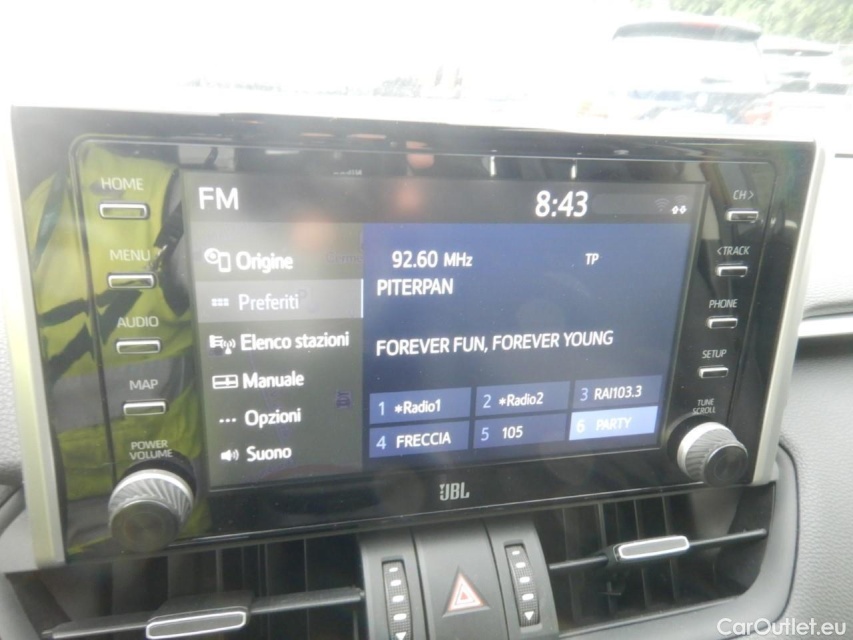 HOME
MENU
AUDIO
MAP
POWER
VOLUME
FM
8:43
Origine
Preferiti
Elenco stazioni
Manuale
Opzioni
Suono
92.60 MHz
TP
PITERPAN
FOREVER FUN, FOREVER YOUNG
1 *Radio1
2 *Radio2
3 RAI103.3
4 FRECCIA
5 105
6 PARTY
CH>
<TRACK
PHONE
SETUP
TUNE
SCROLL
JBL
CarOutlet.eu